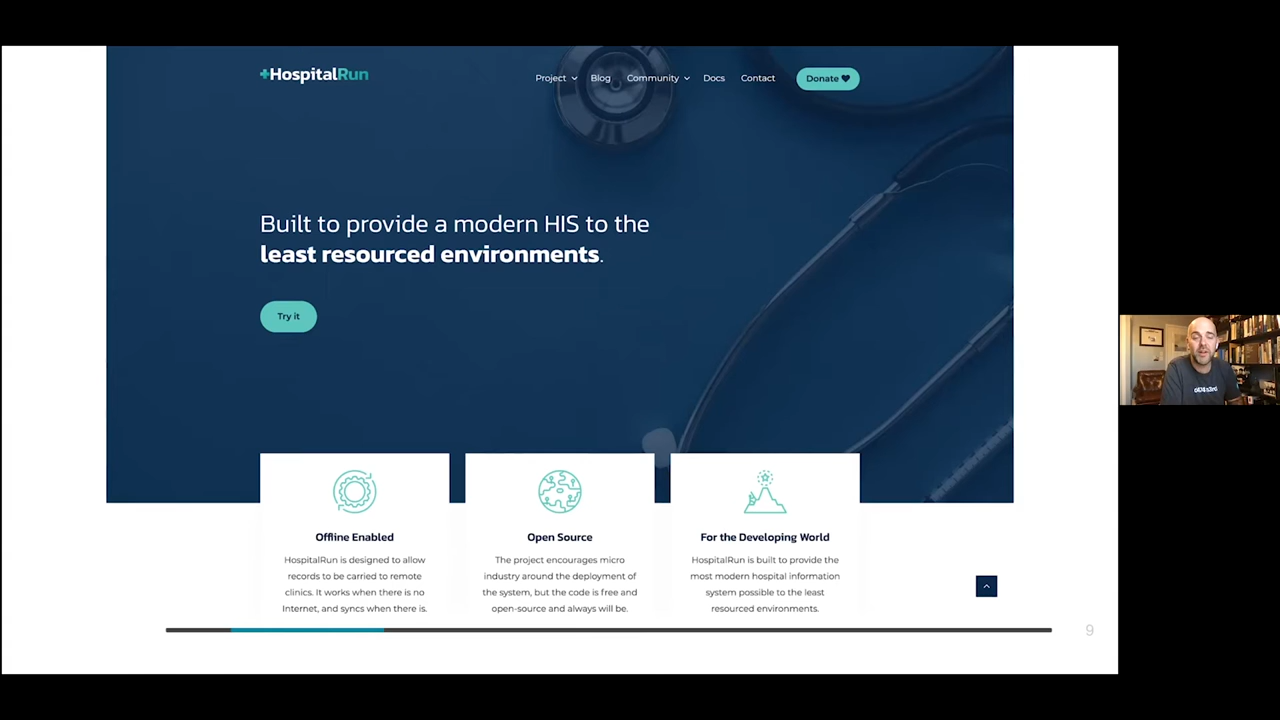 HospitalRun
Project Blog Community Docs Contact Donate
Built to provide a modern HIS to the
least resourced environments.
Try it
Offline Enabled
HospitalRun is designed to allow
records to be carried to remote
clinics. It works when there is no
Internet, and syncs when there is.
Open Source
The project encourages micro
industry around the deployment of
the system, but the code is free and
open-source and always will be.
For the Developing World
HospitalRun is built to provide the
most modern hospital information
system possible to the least
resourced environments.
9